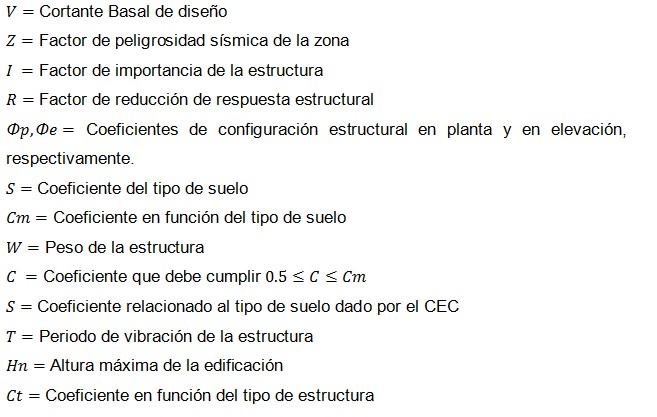 V = Cortante Basal de diseño
Z = Factor de peligrosidad sísmica de la zona
I = Factor de importancia de la estructura
R = Factor de reducción de respuesta estructural
Φp, Φe = Coeficientes de configuración estructural en planta y en elevación,
respectivamente.
S = Coeficiente del tipo de suelo
Cm = Coeficiente en función del tipo de suelo
W = Peso de la estructura
C = Coeficiente que debe cumplir 0.5 ≤ C ≤ Cm
S = Coeficiente relacionado al tipo de suelo dado por el CEC
T = Periodo de vibración de la estructura
Hn = Altura máxima de la edificación
Ct = Coeficiente en función del tipo de estructura